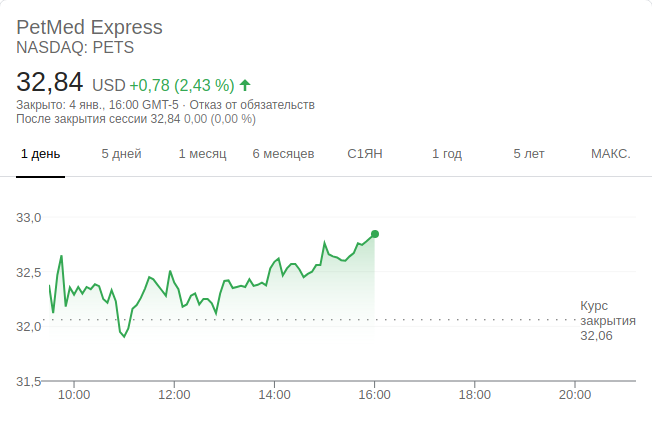 PetMed Express
NASDAQ: PETS
32,84 USD +0,78 (2,43 %)
Закрыто: 4 янв., 16:00 GMT-5 · Отказ от обязательств
После закрытия сессии 32,84 0,00 (0,00 %)
1 день 5 дней 1 месяц 6 месяцев С1ЯН 1 год 5 лет МАКС.
33,0
32,5
Курс
32,0 закрытия
32,06
31,5
10:00 12:00 14:00 16:00 18:00 20:00